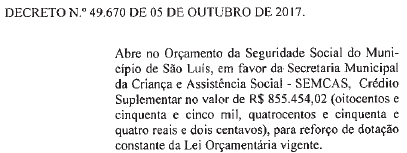 DECRETO N.º 49.670 DE 05 DE OUTUBRO DE 2017.
Abre no Orçamento da Seguridade Social do Muni-
cípio de São Luís, em favor da Secretaria Municipal
da Criança e Assistência Social - SEMCAS, Crédito
Suplementar no valor de R$ 855.454,02 (oitocentos e
cinquenta e cinco mil, quatrocentos e cinquenta e
quatro reais e dois centavos), para reforço de dotação
constante da Lei Orçamentária vigente.